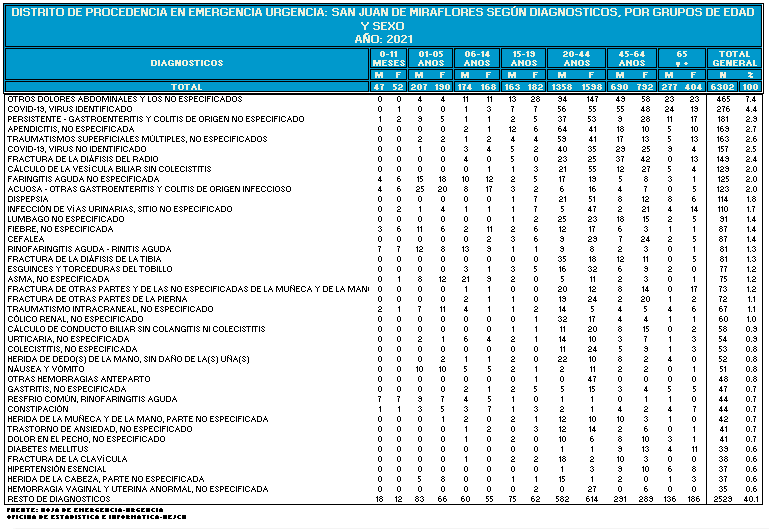 DISTRITO DE PROCEDENCIA EN EMERGENCIA URGENCIA: SAN JUAN DE MIRAFLORES SEGÚN DIAGNOSTICOS, POR GRUPOS DE EDAD
Y SEXO
AÑO: 2021
DIAGNOSTICOS 0-11 MESES 01-05 ANOS 06-14 ANOS 15-19 ANOS 20-44 ANOS 45-64 ANOS 65 Y + TOTAL GENERAL
M F M F M F M F M F M F M F N %
TOTAL 47 52 207 190 174 168 163 182 1358 1598 690 792 277 404 6302 100
OTROS DOLORES ABDOMINALES Y LOS NO ESPECIFICADOS 0 0 4 4 11 11 13 28 94 147 49 58 23 23 465 7.4
COVID-19, VIRUS IDENTIFICADO 0 1 0 0 1 3 7 7 56 55 55 48 24 19 276 4.4
PERSISTENTE - GASTROENTERITIS Y COLITIS DE ORIGEN NO ESPECIFICADO 1 2 9 5 1 1 2 5 37 53 9 28 11 17 181 2.9
APENDICITIS, NO ESPECIFICADA 0 0 0 0 2 1 12 6 64 41 18 10 5 10 169 2.7
TRAUMATISMOS SUPERFICIALES MÚLTIPLES, NO ESPECIFICADOS 0 0 2 2 1 2 4 4 59 41 17 13 5 13 163 2.6
COVID-19, VIRUS NO IDENTIFICADO 0 0 1 0 3 4 5 2 40 35 29 25 9 4 157 2.5
FRACTURA DE LA DIÁFISIS DEL RADIO 0 0 0 0 4 0 5 0 23 25 37 42 0 13 149 2.4
CÁLCULO DE LA VESICULA BILIAR SIN COLECISTITIS 0 0 0 0 0 1 1 3 21 55 12 27 5 4 129 2.0
FARINGITIS AGUDA NO ESPECIFICADA 4 6 15 18 10 12 2 5 17 19 5 8 3 1 125 2.0
ACUOSA - OTRAS GASTROENTERITIS Y COLITIS DE ORIGEN INFECCIOSO 4 6 25 20 8 17 3 2 6 16 4 7 0 5 123 2.0
DISPEPSIA 0 0 0 0 0 0 1 7 21 51 8 12 8 6 114 1.8
INFECCIÓN DE VÍAS URINARIAS, SITIO NO ESPECIFICADO 0 2 1 4 1 1 1 7 5 47 2 21 4 14 110 1.7
LUMBAGO NO ESPECIFICADO 0 0 0 0 0 0 1 2 25 23 18 15 2 5 91 1.4
FIEBRE, NO ESPECIFICADA 3 6 11 6 2 11 2 6 12 17 6 3 1 1 87 1.4
CEFALEA 0 0 0 0 0 2 3 6 9 29 7 24 2 5 87 1.4
RINOFARINGITIS AGUDA - RINITIS AGUDA 7 7 12 8 13 9 1 1 9 8 2 3 0 1 81 1.3
FRACTURA DE LA DIAFISIS DE LA TIBIA 0 0 0 0 0 0 0 0 35 18 12 11 0 5 81 1.3
ESGUINCES Y TORCEDURAS DEL TOBILLO 0 0 0 0 3 1 3 5 16 32 6 9 2 0 77 1.2
ASMA, NO ESPECIFICADA 0 1 8 12 21 9 2 0 5 11 2 3 0 1 75 1.2
FRACTURA DE OTRAS PARTES Y DE LAS NO ESPECIFICADAS DE LA MUÑECA Y DE LA MAN 0 0 0 0 1 1 0 0 20 12 8 14 0 17 73 1.2
FRACTURA DE OTRAS PARTES DE LA PIERNA 0 0 0 0 2 1 1 0 19 24 2 20 1 2 72 1.1
TRAUMATISMO INTRACRANEAL, NO ESPECIFICADO 2 1 7 11 4 1 1 2 14 5 4 5 4 6 67 1.1
CÓLICO RENAL, NO ESPECIFICADO 0 0 0 0 0 0 0 1 32 17 4 4 1 1 60 1.0
CÁLCULO DE CONDUCTO BILIAR SIN COLANGITIS NI COLECISTITIS 0 0 0 0 0 0 1 1 11 20 8 15 0 2 58 0.9
URTICARIA, NO ESPECIFICADA 0 0 2 1 6 4 2 1 14 10 3 7 1 3 54 0.9
COLECISTITIS, NO ESPECIFICADA 0 0 0 0 0 0 0 0 11 24 5 9 1 3 53 0.8
HERIDA DE DEDO(S) DE LA MANO, SIN DAÑO DE LA(S) UÑA(S) 0 0 0 2 1 1 2 0 22 10 8 2 4 0 52 0.8
NÁUSEA Y VÓMITO 0 0 10 10 5 5 2 1 2 11 2 2 0 1 51 0.8
OTRAS HEMORRAGIAS ANTEPARTO 0 0 0 0 0 0 0 1 0 47 0 0 0 0 48 0.8
GASTRITIS, NO ESPECIFICADA 0 0 0 0 2 1 2 5 5 15 3 4 5 5 47 0.7
RESFRIO COMÚN, RINOFARINGITIS AGUDA 7 7 9 7 4 5 1 0 1 1 0 1 1 0 44 0.7
CONSTIPACIÓN 1 1 3 5 3 7 1 3 2 1 4 2 4 7 44 0.7
HERIDA DE LA MUÑECA Y DE LA MANO, PARTE NO ESPECIFICADA 0 0 0 1 2 0 2 1 12 10 10 3 1 0 42 0.7
TRASTORNO DE ANSIEDAD, NO ESPECIFICADO 0 0 0 0 1 2 0 3 12 14 2 6 0 1 41 0.7
DOLOR EN EL PECHO, NO ESPECIFICADO 0 0 0 0 1 0 2 0 10 6 8 10 3 1 41 0.7
DIABETES MELLITUS 0 0 0 0 0 0 0 0 1 1 9 13 4 11 39 0.6
FRACTURA DE LA CLAVÍCULA 0 0 0 0 1 0 2 2 18 2 10 3 0 0 38 0.6
HIPERTENSIÓN ESENCIAL 0 0 0 0 0 0 0 0 1 3 9 10 6 8 37 0.6
HERIDA DE LA CABEZA, PARTE NO ESPECIFICADA 0 0 5 8 0 0 1 1 15 1 2 0 1 3 37 0.6
HEMORRAGIA VAGINAL Y UTERINA ANORMAL, NO ESPECIFICADA 0 0 0 0 0 0 0 2 0 27 0 6 0 0 35 0.6
RESTO DE DIAGNOSTICOS 18 12 83 66 60 55 75 62 582 614 291 289 136 186 2529 40.1
FUENTE: HOJA DE EMERGENCIA-URGENCIA
OFICINA DE ESTADISTICA E INFORMATICA-HEJCU